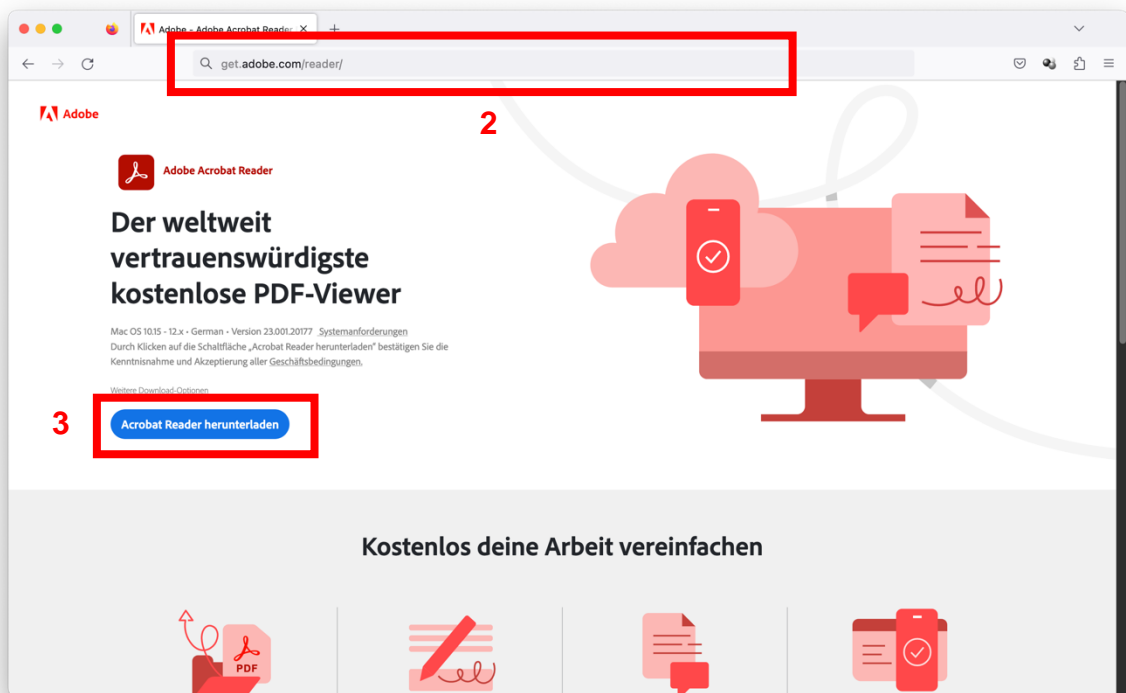 Adobe - Adobe Acrobat Reader
get.adobe.com/reader/
2
Adobe
Adobe Acrobat Reader
Der weltweit
vertrauenswürdigste
kostenlose PDF-Viewer
Mac OS 10.15 - 12.x - German - Version 23.001.20177 Systemanforderungen
Durch Klicken auf die Schaltfläche „Acrobat Reader herunterladen" bestätigen Sie die
Kenntnisnahme und Akzeptierung aller Geschäftsbedingungen.
Weitere Download-Optionen
3
Acrobat Reader herunterladen
Kostenlos deine Arbeit vereinfachen
PDF